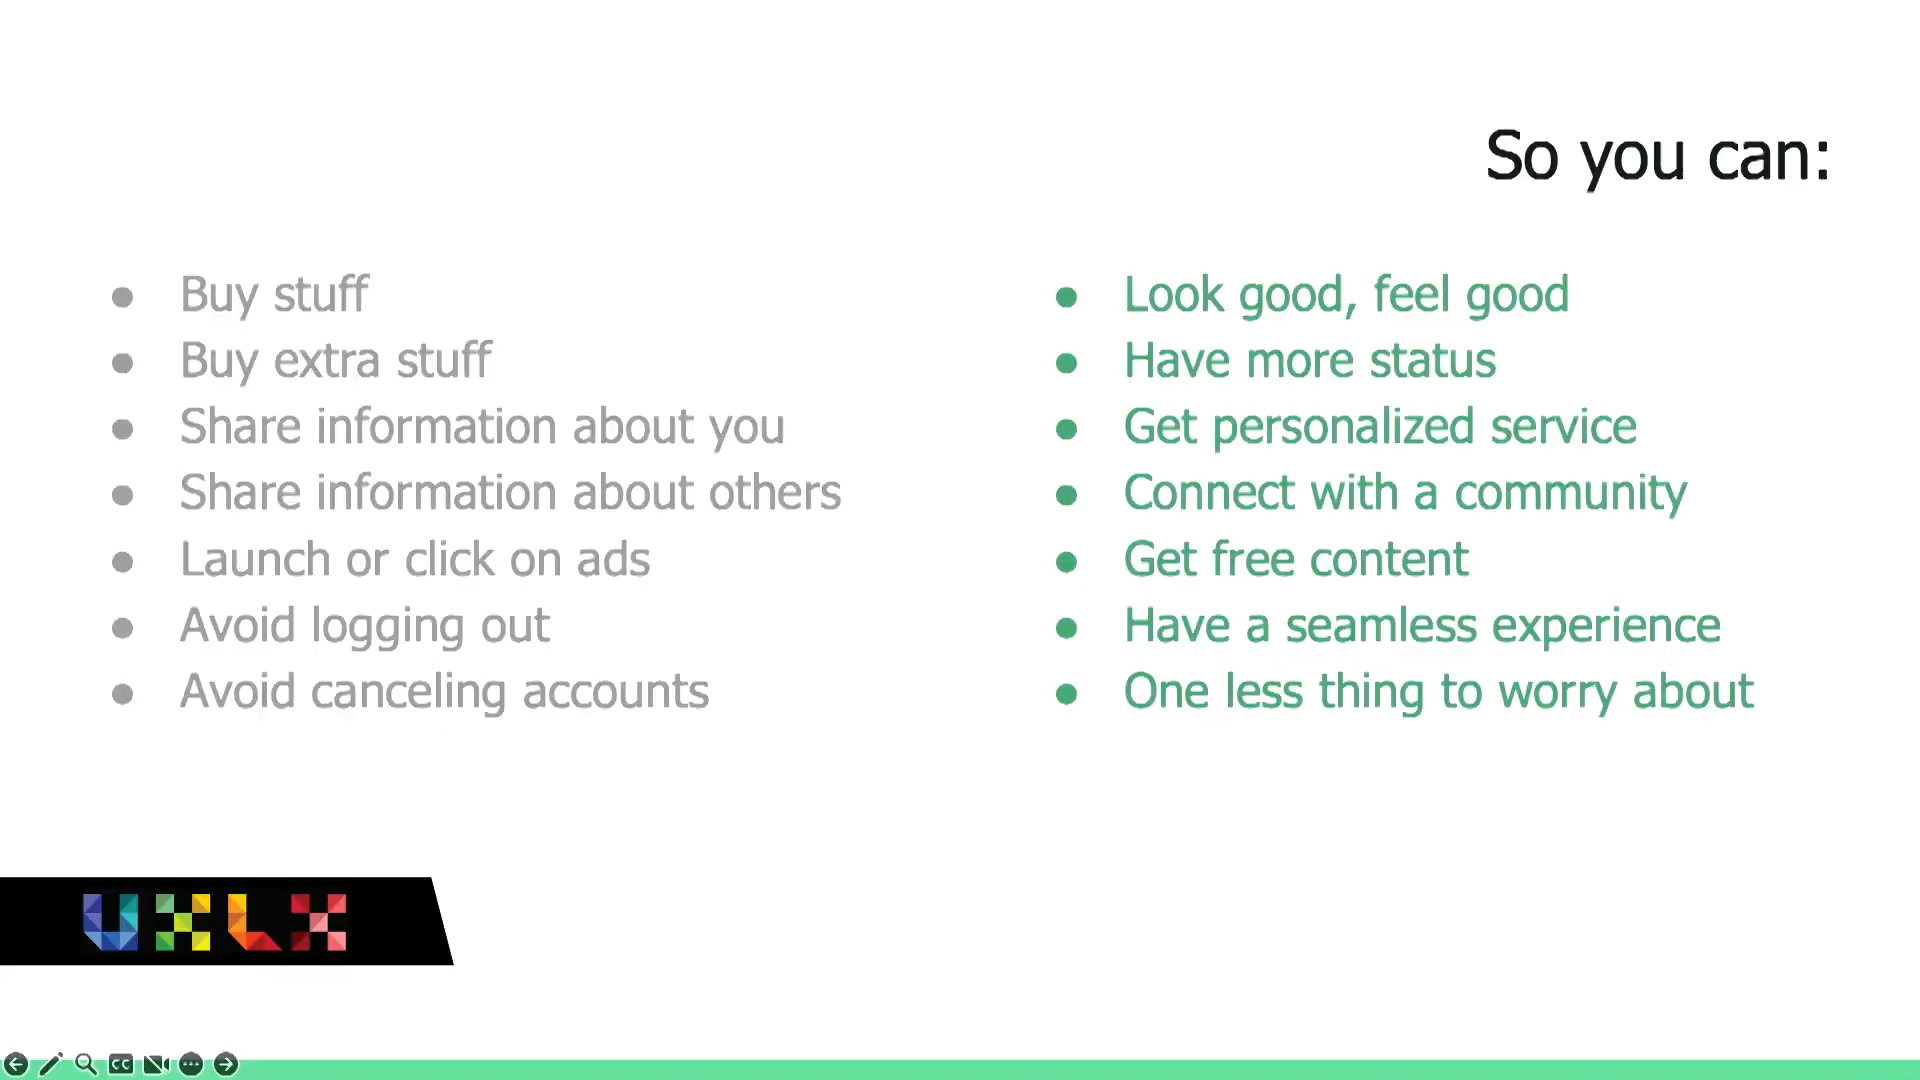 So you can:
● Buy stuff
● Buy extra stuff
● Share information about you
● Share information about others
● Launch or click on ads
● Avoid logging out
● Avoid canceling accounts
● Look good, feel good
● Have more status
● Get personalized service
● Connect with a community
● Get free content
● Have a seamless experience
● One less thing to worry about
UXLX
CC